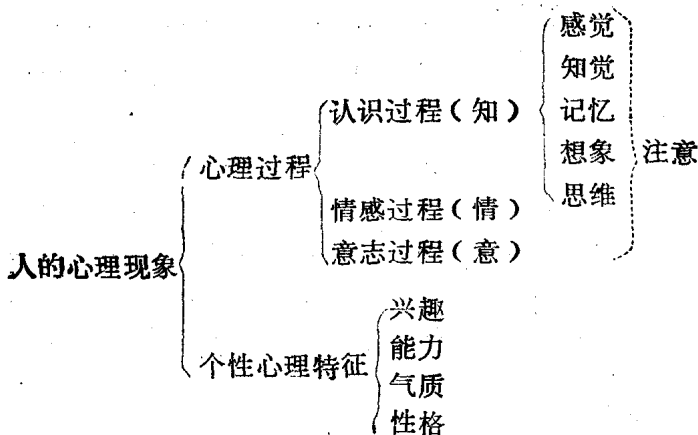 感觉
知觉
认识过程（知）
记忆
想象
注意
心理过程
思维
情感过程（情）
意志过程（意）
人的心理现象
兴趣
能力
个性心理特征
气质
性格